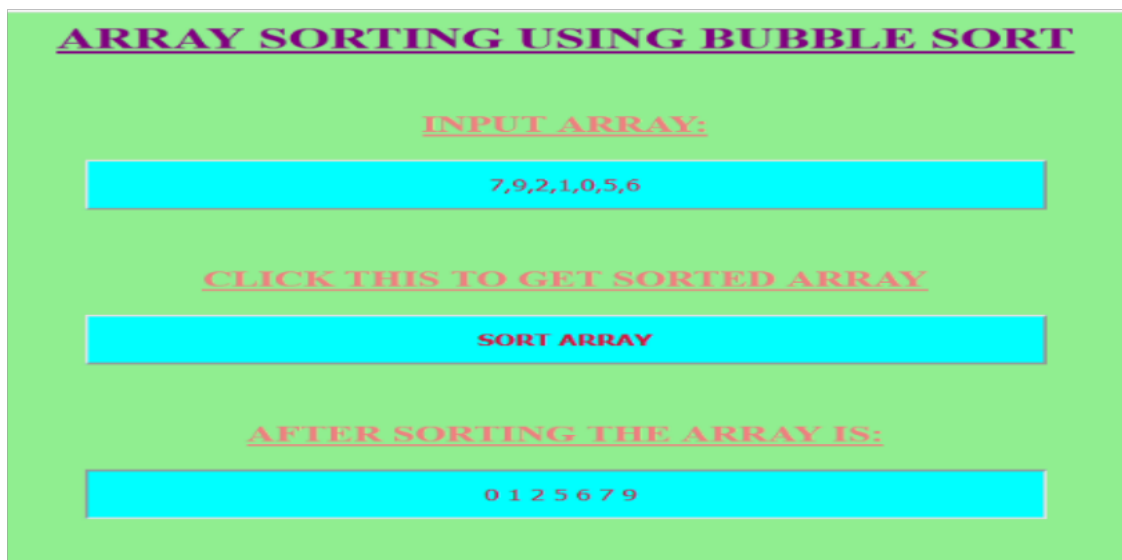 ARRAY SORTING USING BUBBLE SORT
INPUT ARRAY:
7,9,2,1,0,5,6
CLICK THIS TO GET SORTED ARRAY
SORT ARRAY
AFTER SORTING THE ARRAY IS:
0 1 2 5 6 7 9